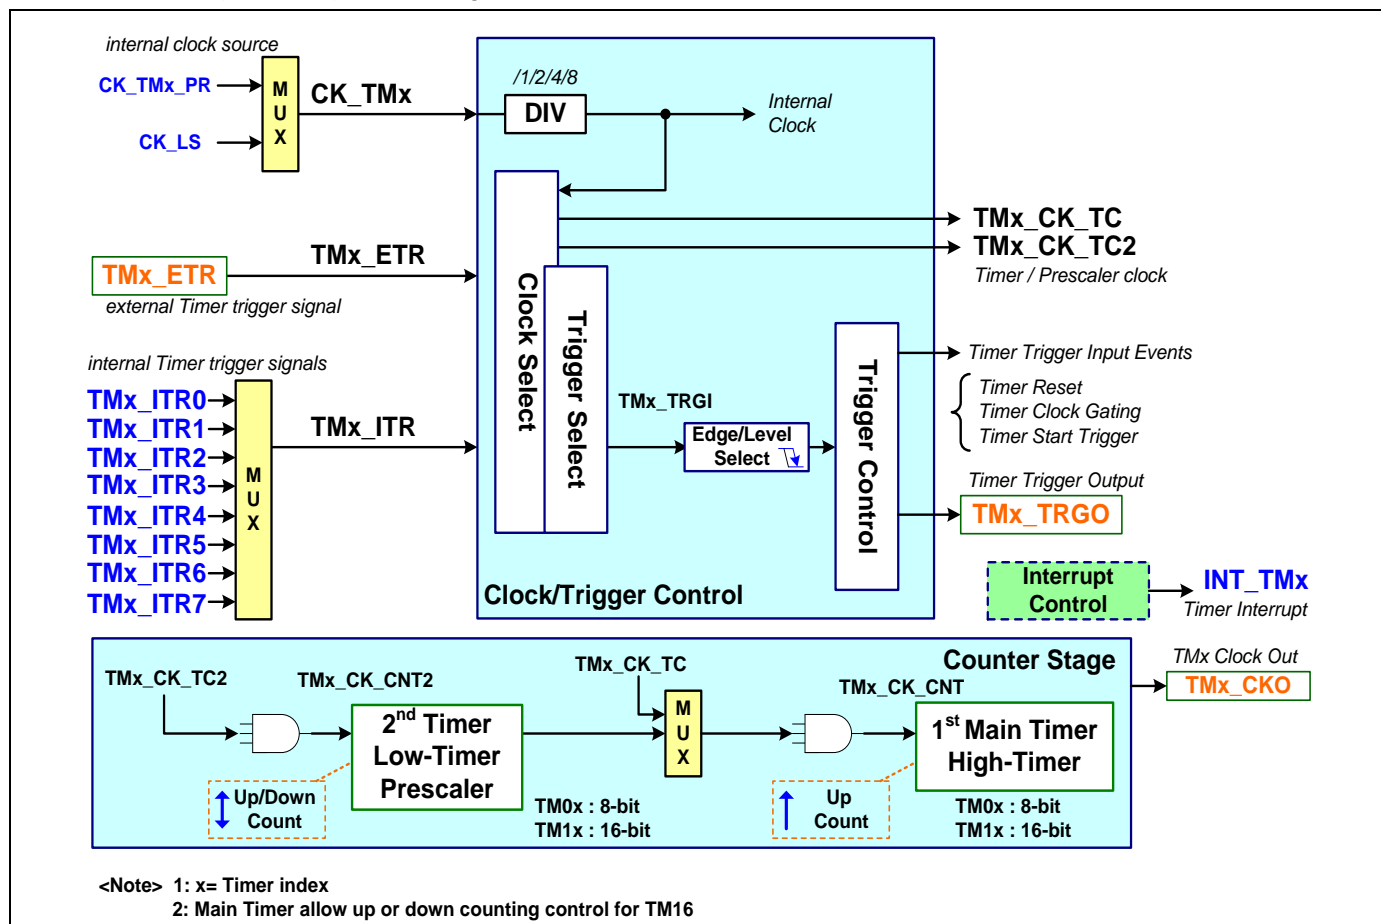 internal clock source
CK_TMx_PR
CK_LS
MUX
CK_TMx
/1/2/4/8
DIV
Internal
Clock
TMx_CK_TC
TMx_CK_TC2
Timer / Prescaler clock
TMx_ETR
TMx_ETR
external Timer trigger signal
Clock Select
Trigger Select
internal Timer trigger signals
TMx_ITR0
TMx_ITR1
TMx_ITR2
TMx_ITR3
TMx_ITR4
TMx_ITR5
TMx_ITR6
TMx_ITR7
MUX
TMx_ITR
TMx_TRGI
Edge/Level
Select
Trigger Control
Timer Trigger Input Events
Timer Reset
Timer Clock Gating
Timer Start Trigger
Timer Trigger Output
TMx_TRGO
Clock/Trigger Control
Interrupt
Control
INT_TMx
Timer Interrupt
Counter Stage
TMx Clock Out
TMx_CKO
TMx_CK_TC2
TMx_CK_CNT2
2nd Timer
Low-Timer
Prescaler
Up/Down
Count
TM0x : 8-bit
TM1x : 16-bit
TMx_CK_TC
MUX
TMx_CK_CNT
1st Main Timer
High-Timer
Up
Count
TM0x : 8-bit
TM1x : 16-bit
<Note> 1: x= Timer index
2: Main Timer allow up or down counting control for TM16